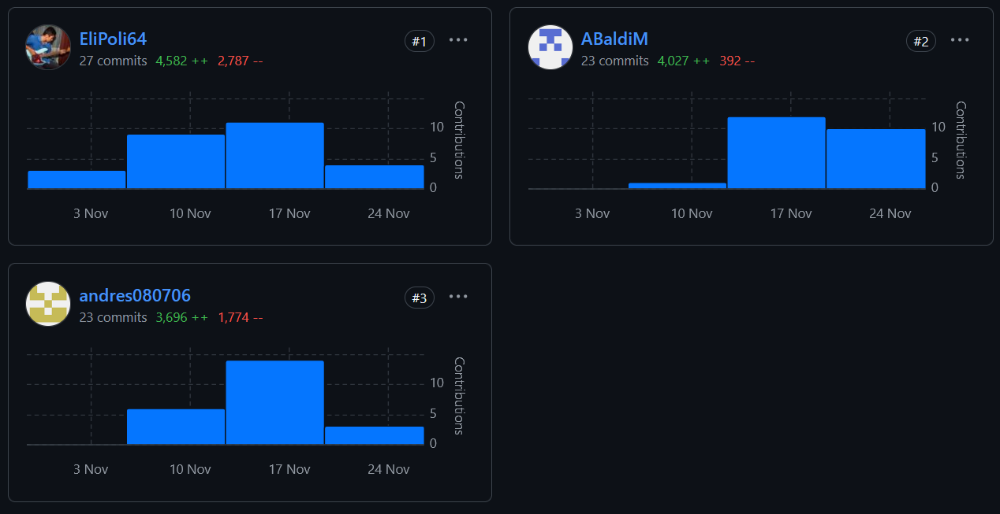 EliPoli64 #1 ···
27 commits 4,582 ++ 2,787 --
10
5
0
Contributions
3 Nov 10 Nov 17 Nov 24 Nov
ABaldiM #2 ···
23 commits 4,027 ++ 392 --
10
5
0
Contributions
3 Nov 10 Nov 17 Nov 24 Nov
andres080706 #3 ···
23 commits 3,696 ++ 1,774 --
10
5
0
Contributions
3 Nov 10 Nov 17 Nov 24 Nov